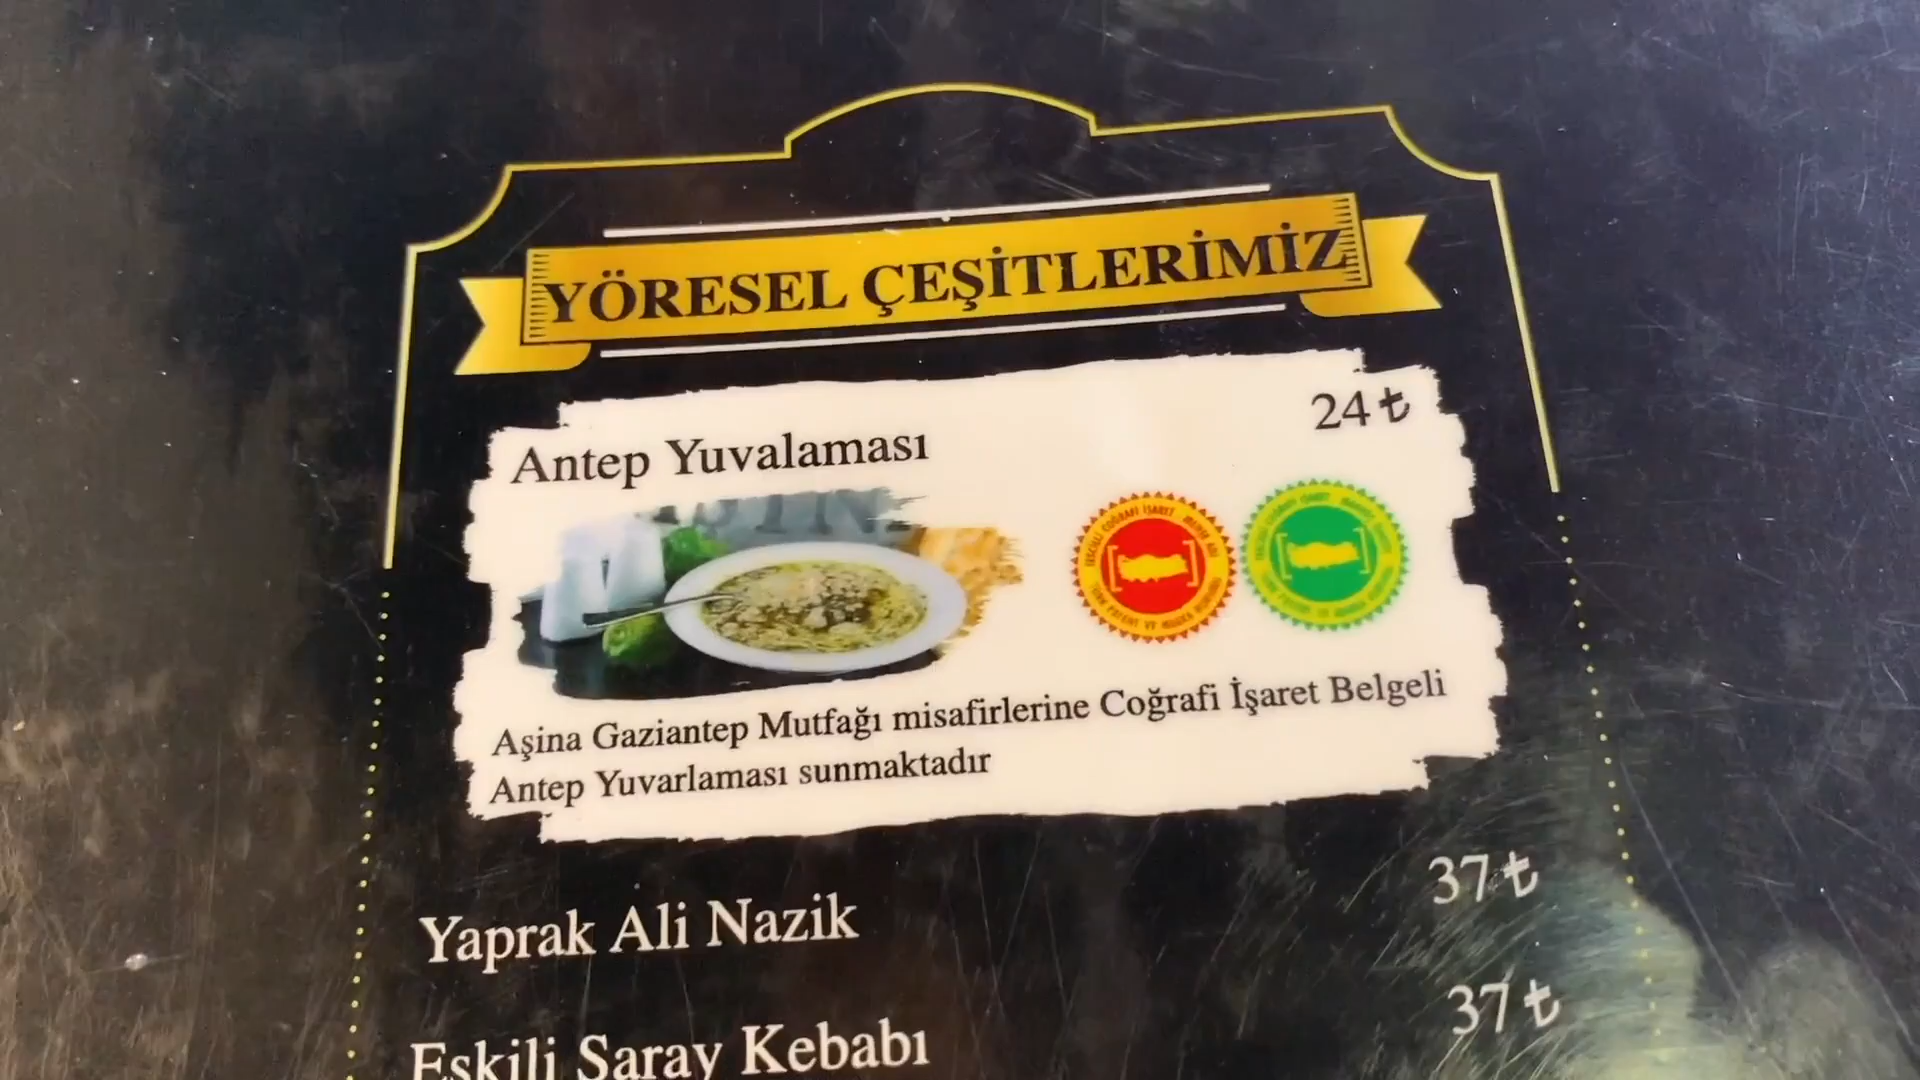 YÖRESEL ÇEŞİTLERİMİZ
Antep Yuvalaması 24 ₺
Aşina Gaziantep Mutfağı misafirlerine Coğrafi İşaret Belgeli
Antep Yuvarlaması sunmaktadır
Yaprak Ali Nazik 37 ₺
Eşkili Saray Kebabı 37 ₺